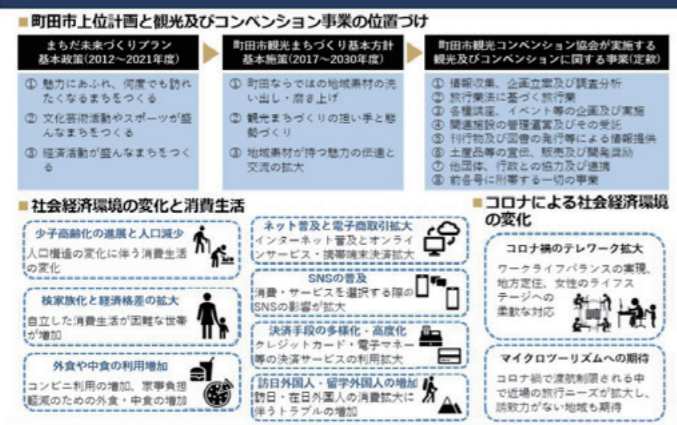 ■町田市上位計画と観光及びコンベンション事業の位置づけ
まちだ未来づくりプラン
基本政策(2012～2021年度)
① 魅力にあふれ、何度でも訪れ
たくなるまちをつくる
② 文化芸術活動やスポーツが盛
んなまちをつくる
③ 経済活動が盛んなまちをつく
る
町田市観光まちづくり基本方針
基本施策(2017～2030年度)
① 町田ならではの地域素材の洗
い出し・磨き上げ
② 観光まちづくりの担い手と態
勢づくり
③ 地域素材が持つ魅力の伝達と
交流の拡大
町田市観光コンベンション協会が実施する
観光及びコンベンションに関する事業(定款)
① 情報収集、企画立案及び調査分析
② 旅行業法に基づく旅行業
③ 各種講座、イベント等の企画及び実施
④ 関連施設の管理運営及びその受託
⑤ 刊行物及び図書の発行等による情報提供
⑥ 土産品等の宣伝、販売及び開発奨励
⑦ 他団体、行政との協力及び連携
⑧ 前各号に附帯する一切の事業
■社会経済環境の変化と消費生活
少子高齢化の進展と人口減少
人口構造の変化に伴う消費生活
の変化
核家族化と経済格差の拡大
自立した消費生活が困難な世帯
が増加
外食や中食の利用増加
コンビニ利用の増加、家事負担
軽減のための外食・中食の増加
ネット普及と電子商取引拡大
インターネット普及とオンライ
ンサービス・携帯端末決済拡大
SNSの普及
消費・サービスを選択する際の
SNSの影響が拡大
決済手段の多様化・高度化
クレジットカード・電子マネー
等の決済サービスの利用拡大
訪日外国人・留学外国人の増加
訪日・在日外国人の消費拡大に
伴うトラブルの増加
■コロナによる社会経済環境
の変化
コロナ禍のテレワーク拡大
ワークライフバランスの実現、
地方定住、女性のライフス
テージへの
柔軟な対応
マイクロツーリズムへの期待
コロナ禍で渡航制限される中
で近場の旅行ニーズが拡大し、
誘致力がない地域も期待